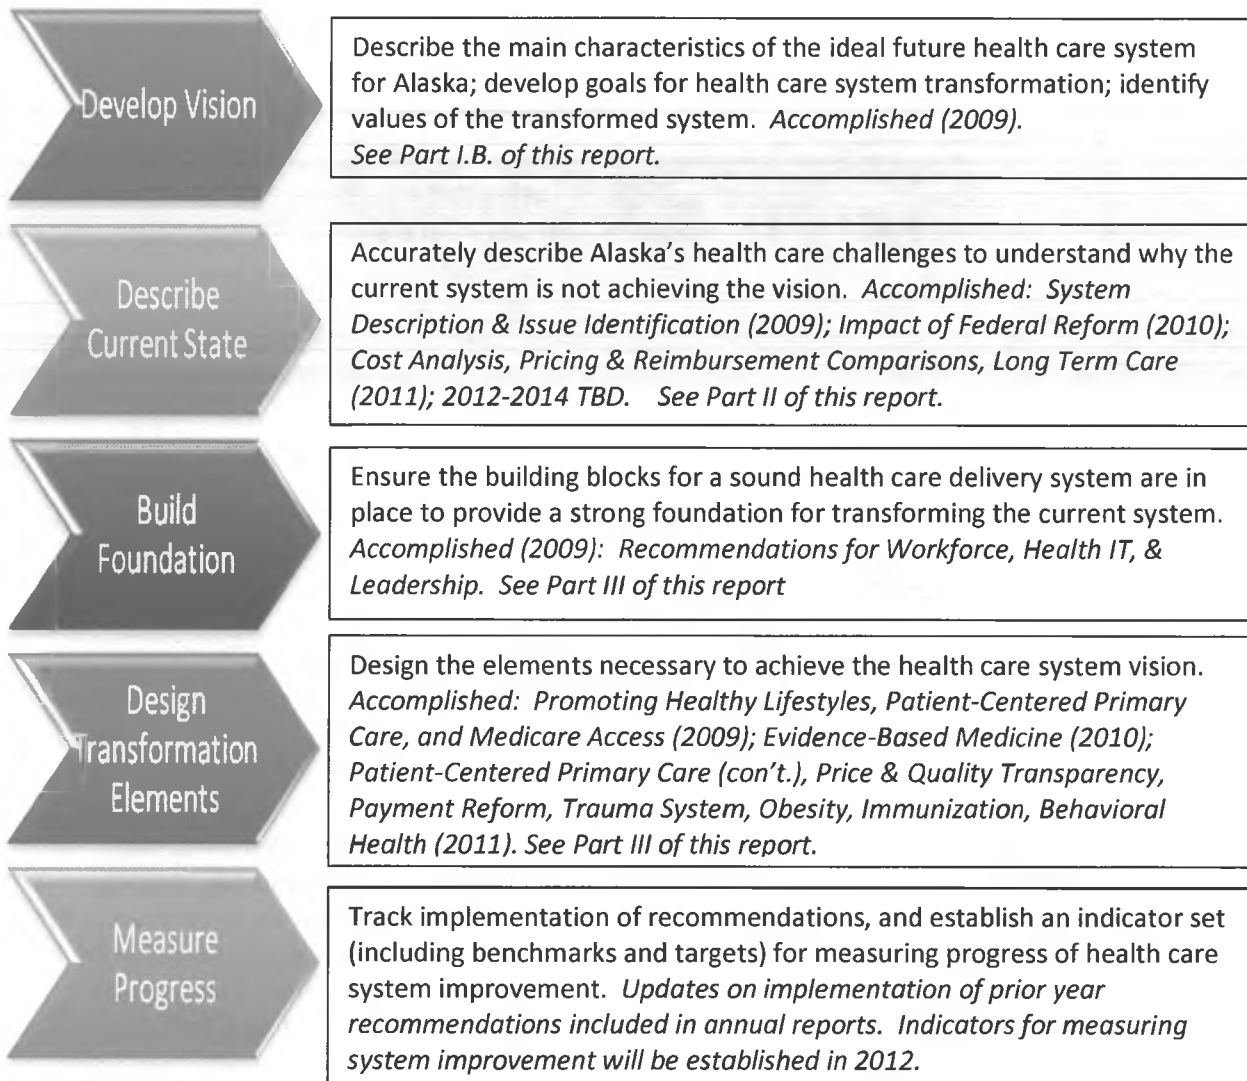 Develop Vision
Describe the main characteristics of the ideal future health care system
for Alaska; develop goals for health care system transformation; identify
values of the transformed system. Accomplished (2009).
See Part I.B. of this report.
Describe
Current State
Accurately describe Alaska's health care challenges to understand why the
current system is not achieving the vision. Accomplished: System
Description & Issue Identification (2009); Impact of Federal Reform (2010);
Cost Analysis, Pricing & Reimbursement Comparisons, Long Term Care
(2011); 2012-2014 TBD. See Part II of this report.
Build
Foundation
Ensure the building blocks for a sound health care delivery system are in
place to provide a strong foundation for transforming the current system.
Accomplished (2009): Recommendations for Workforce, Health IT, &
Leadership. See Part III of this report
Design
Transformation
Elements
Design the elements necessary to achieve the health care system vision.
Accomplished: Promoting Healthy Lifestyles, Patient-Centered Primary
Care, and Medicare Access (2009); Evidence-Based Medicine (2010);
Patient-Centered Primary Care (con't.), Price & Quality Transparency,
Payment Reform, Trauma System, Obesity, Immunization, Behavioral
Health (2011). See Part III of this report.
Measure
Progress
Track implementation of recommendations, and establish an indicator set
(including benchmarks and targets) for measuring progress of health care
system improvement. Updates on implementation of prior year
recommendations included in annual reports. Indicators for measuring
system improvement will be established in 2012.